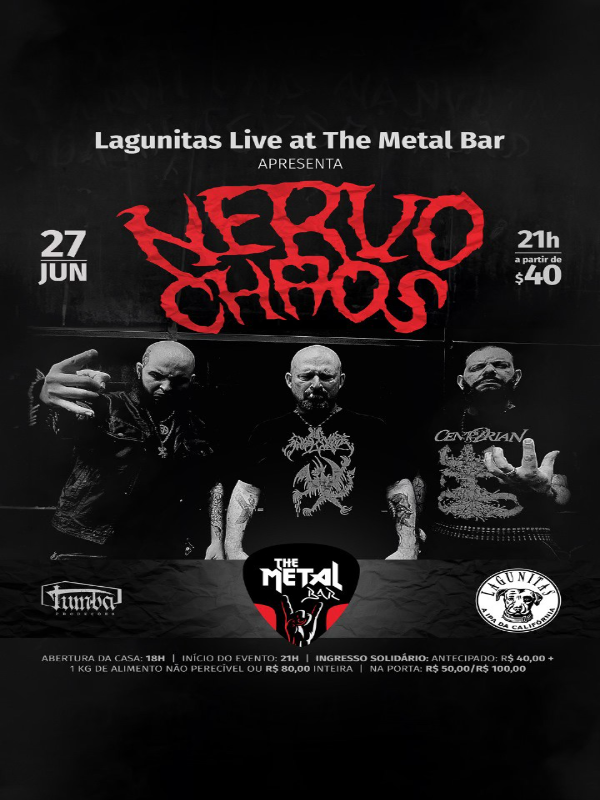 Lagunitas Live at The Metal Bar
APRESENTA
NERVO
CHAOS
27
JUN
21h
a partir de
$40
CENTURIAN
THE
METAL
BAR
Tumba
PRODUTORA
LAGUNITAS
A IPA DA CALIFÓRNIA
ABERTURA DA CASA: 18H | INÍCIO DO EVENTO: 21H | INGRESSO SOLIDÁRIO: ANTECIPADO: R$ 40,00 +
1 KG DE ALIMENTO NÃO PERECÍVEL OU R$ 80,00 INTEIRA | NA PORTA: R$ 50,00/R$ 100,00